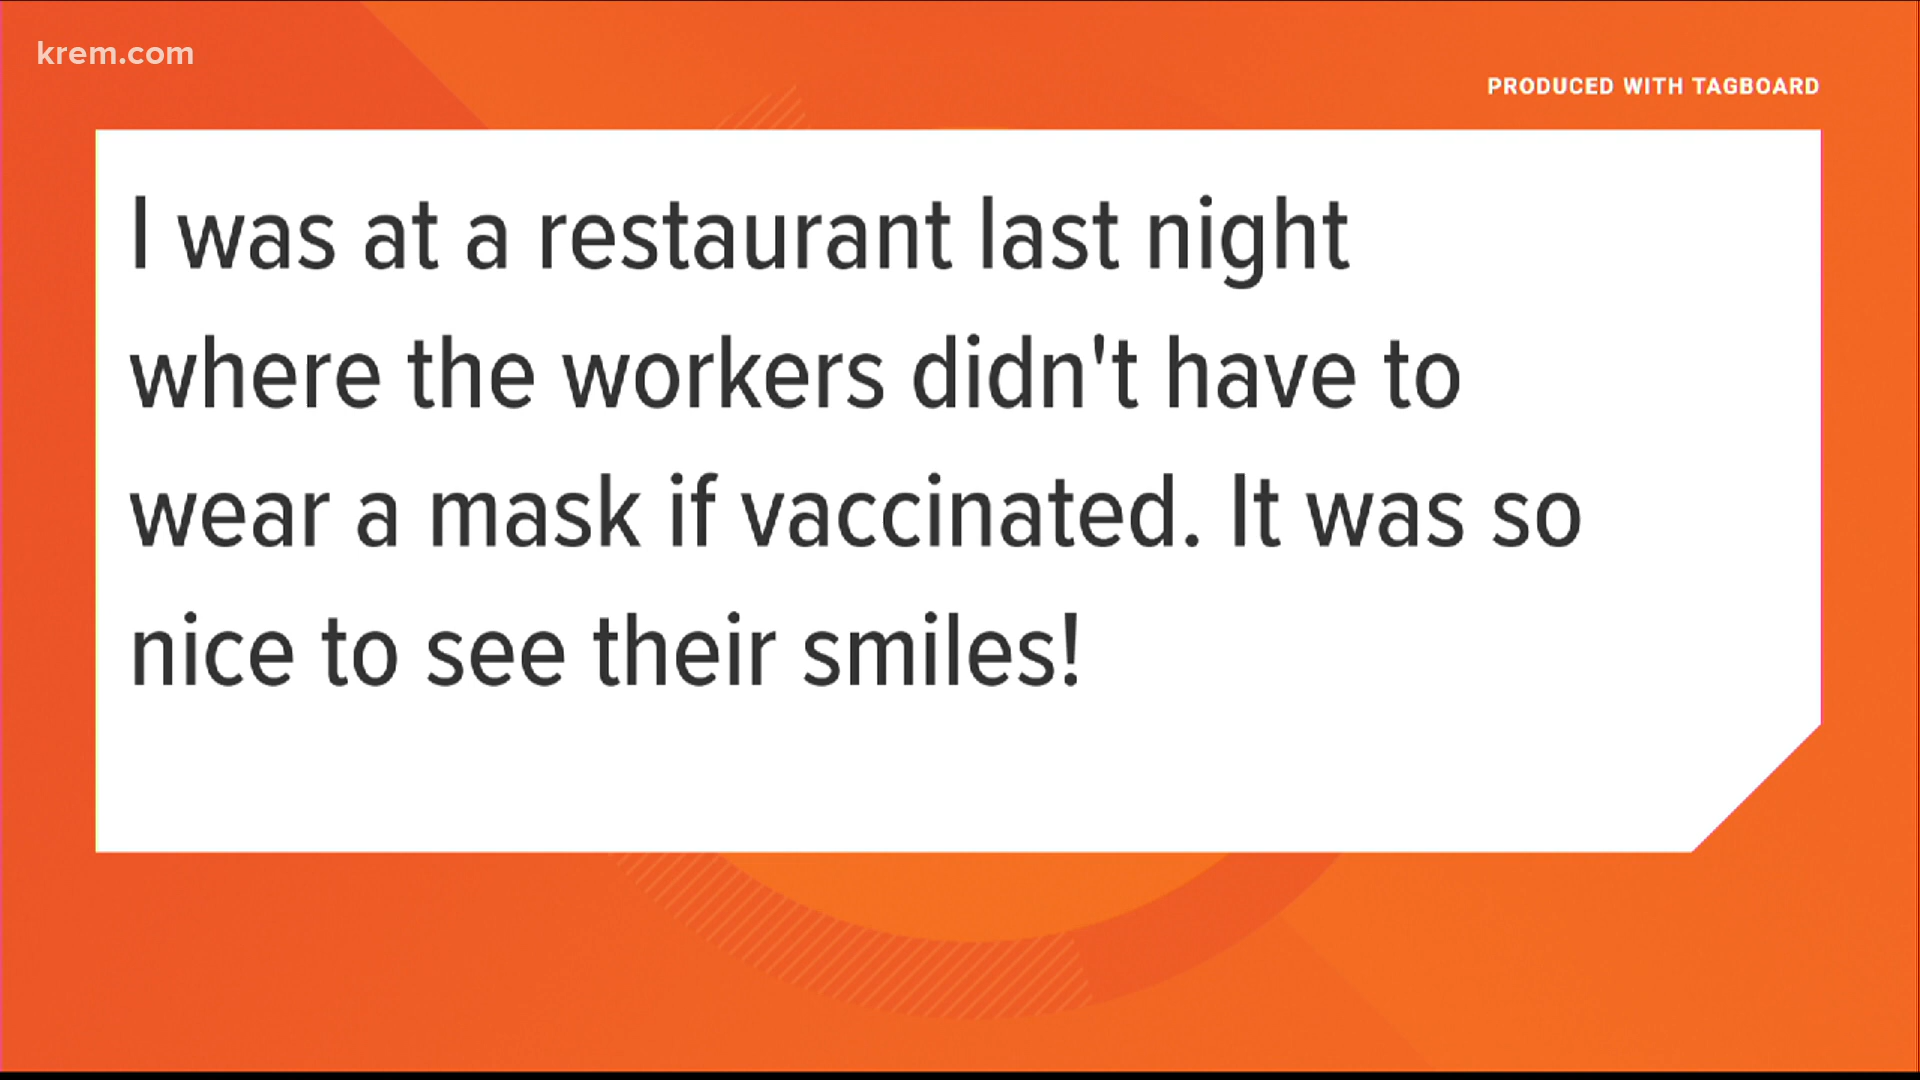 krem.com
PRODUCED WITH TAGBOARD
I was at a restaurant last night
where the workers didn't have to
wear a mask if vaccinated. It was so
nice to see their smiles!